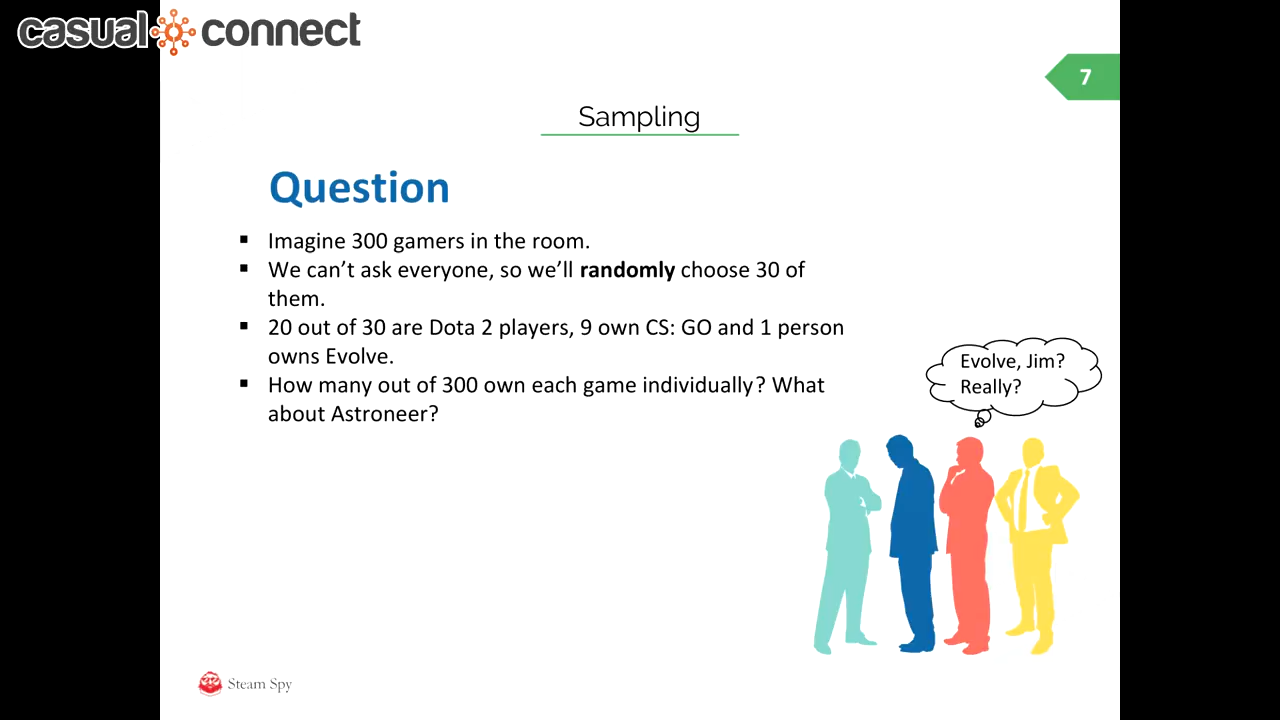 casual connect
7
Sampling
Question
▪ Imagine 300 gamers in the room.
▪ We can’t ask everyone, so we’ll randomly choose 30 of
them.
▪ 20 out of 30 are Dota 2 players, 9 own CS: GO and 1 person
owns Evolve.
▪ How many out of 300 own each game individually? What
about Astroneer?
Evolve, Jim?
Really?
Steam Spy